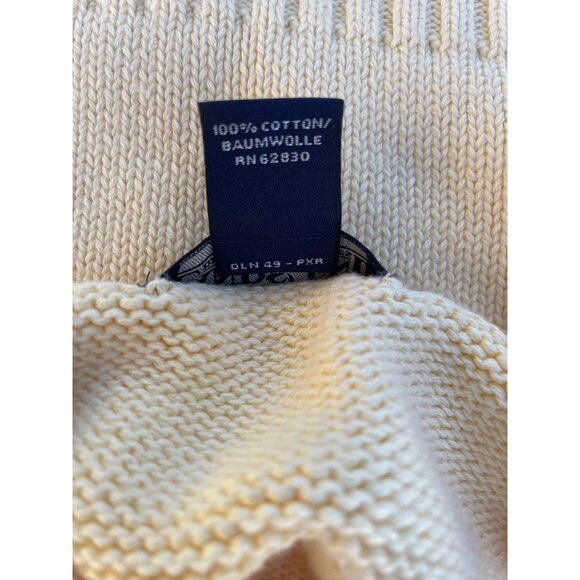 100% COTTON/
BAUMWOLLE
RN 62830
DLN 49 - PXR